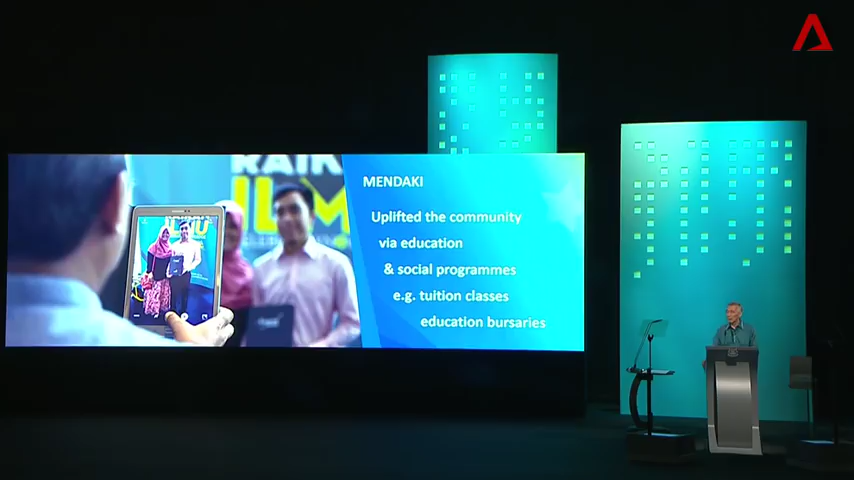 MENDAKI
Uplifted the community
via education
& social programmes
e.g. tuition classes
education bursaries